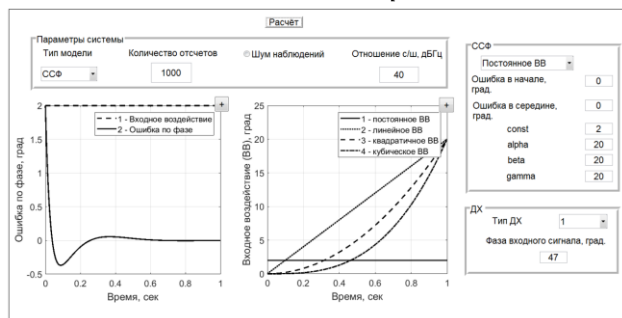 Расчёт
Параметры системы
Тип модели
Количество отсчетов
Шум наблюдений
Отношение с/ш, дБГц
ССФ
1000
40
ССФ
Постоянное ВВ
Ошибка в начале, град.
0
Ошибка в середине, град.
0
const
2
alpha
20
beta
20
gamma
20
ДХ
Тип ДХ
1
Фаза входного сигнала, град.
47
+
1 - Входное воздействие
2 - Ошибка по фазе
Ошибка по фазе, град
2
1.5
1
0.5
0
-0.5
0 0.2 0.4 0.6 0.8 1
Время, сек
+
1 - постоянное ВВ
2 - линейное ВВ
3 - квадратичное ВВ
4 - кубическое ВВ
Входное воздействие (ВВ), град
25
20
15
10
5
0
0 0.2 0.4 0.6 0.8 1
Время, сек